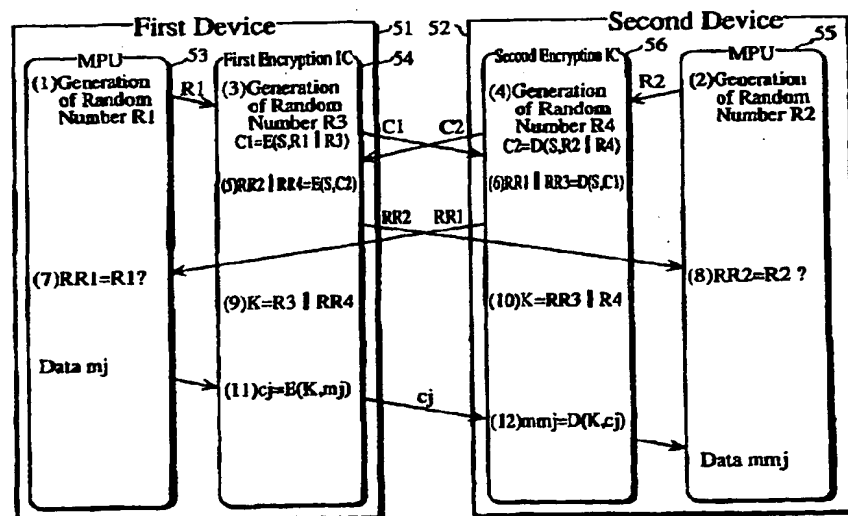 First Device
51
52
Second Device
MPU
53
First Encryption IC
54
Second Encryption IC
56
MPU
55
(1)Generation
of Random
Number R1
R1
(3)Generation
of Random
Number R3
C1=E(S,R1 || R3)
C1
C2
(4)Generation
of Random
Number R4
C2=D(S,R2 || R4)
R2
(2)Generation
of Random
Number R2
(5)RR2 || RR4=E(S,C2)
(6)RR1 || RR3=D(S,C1)
RR2
RR1
(7)RR1=R1?
(8)RR2=R2 ?
(9)K=R3 || RR4
(10)K=RR3 || R4
Data mj
(11)cj=E(K,mj)
cj
(12)mmj=D(K,cj)
Data mmj